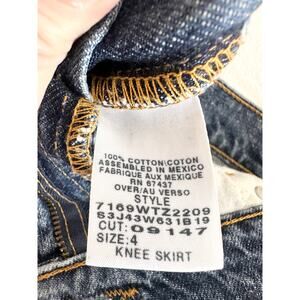 100% COTTON/COTON
ASSEMBLED IN MEXICO
FABRIQUE AUX MEXIQUE
RN 67437
OVER/AU VERSO
STYLE
7169WTZ2209
S3J43W631B19
CUT: 09147
SIZE: 4
KNEE SKIRT